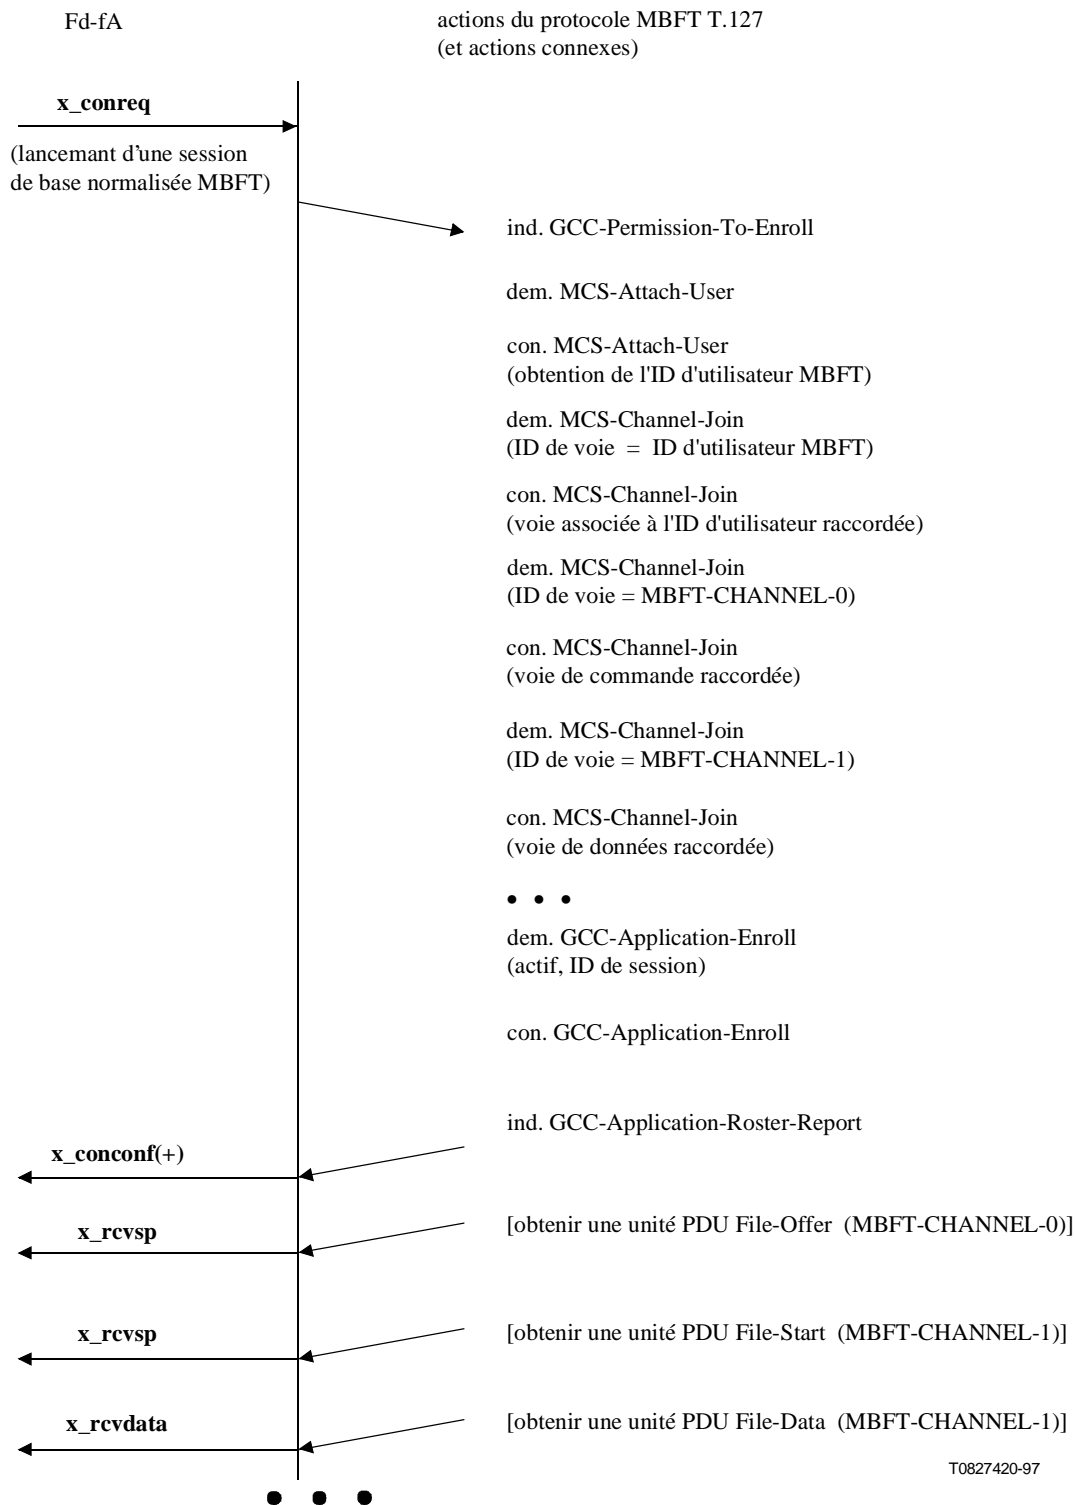 Fd-fA
actions du protocole MBFT T.127
(et actions connexes)
x_conreq
(lancemant d'une session
de base normalisée MBFT)
ind. GCC-Permission-To-Enroll
dem. MCS-Attach-User
con. MCS-Attach-User
(obtention de l'ID d'utilisateur MBFT)
dem. MCS-Channel-Join
(ID de voie = ID d'utilisateur MBFT)
con. MCS-Channel-Join
(voie associée à l'ID d'utilisateur raccordée)
dem. MCS-Channel-Join
(ID de voie = MBFT-CHANNEL-0)
con. MCS-Channel-Join
(voie de commande raccordée)
dem. MCS-Channel-Join
(ID de voie = MBFT-CHANNEL-1)
con. MCS-Channel-Join
(voie de données raccordée)
• • •
dem. GCC-Application-Enroll
(actif, ID de session)
con. GCC-Application-Enroll
ind. GCC-Application-Roster-Report
x_conconf(+)
[obtenir une unité PDU File-Offer (MBFT-CHANNEL-0)]
x_rcvsp
[obtenir une unité PDU File-Start (MBFT-CHANNEL-1)]
x_rcvsp
[obtenir une unité PDU File-Data (MBFT-CHANNEL-1)]
x_rcvdata
T0827420-97
• • •